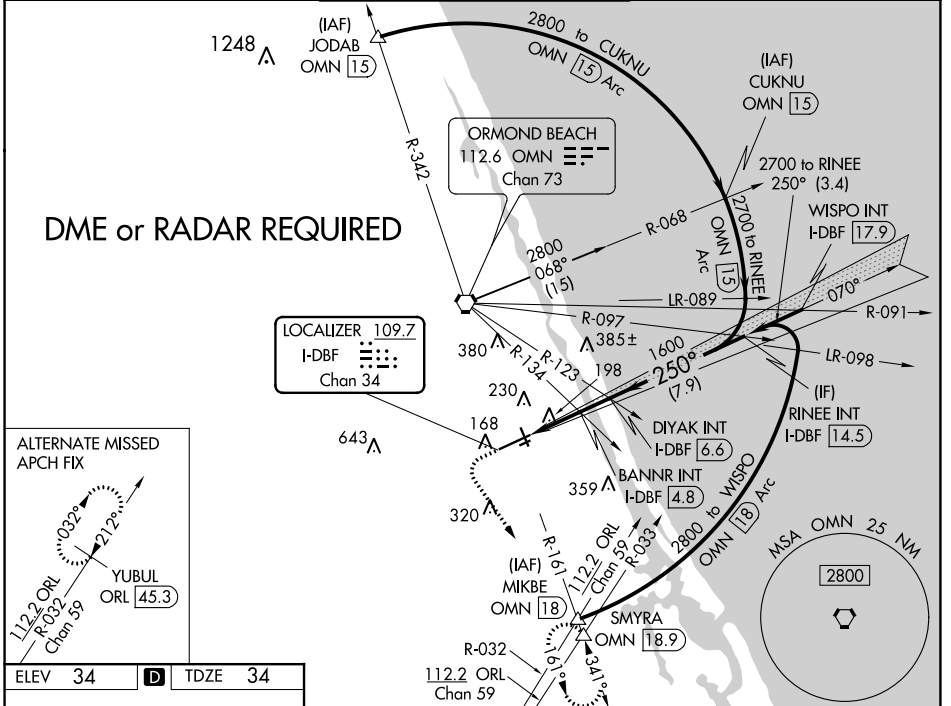 1248
(IAF)
JODAB
OMN 15
2800 to CUKNU
OMN 15 Arc
(IAF)
CUKNU
OMN 15
R-342
ORMOND BEACH
112.6 OMN
Chan 73
2700 to RINEE
250° (3.4)
WISPO INT
I-DBF 17.9
DME or RADAR REQUIRED
R-068
2700 to RINEE
OMN 15
Arc
2800
068°
(15)
LR-089
070°
R-091
R-097
LR-098
LOCALIZER 109.7
I-DBF
Chan 34
380
R-134
R-123
385±
1600
250°
(7.9)
198
230
168
643
(IF)
RINEE INT
I-DBF 14.5
DIYAK INT
I-DBF 6.6
BANNR INT
I-DBF 4.8
359
320
2800 to WISPO
OMN 18 Arc
ALTERNATE MISSED
APCH FIX
032°
212°
YUBUL
ORL 45.3
112.2 ORL
R-032
Chan 59
R-161
112.2 ORL
Chan 59
R-033
(IAF)
MIKBE
OMN 18
SMYRA
OMN 18.9
161°
341°
R-032
112.2 ORL
Chan 59
MSA OMN 25 NM
2800
ELEV 34 D TDZE 34